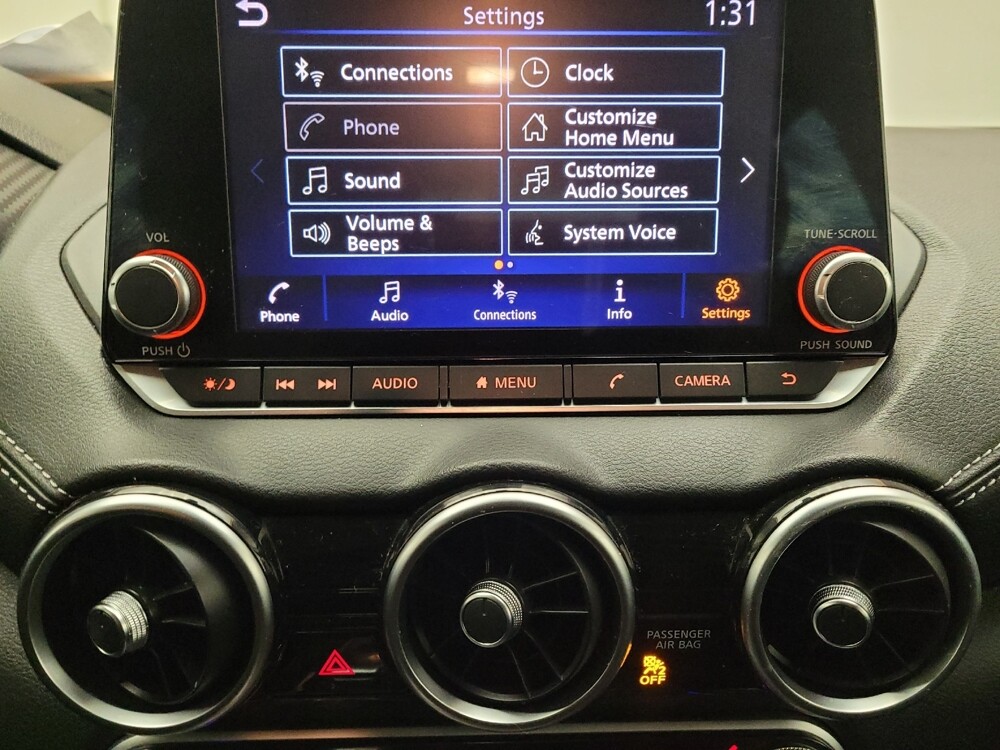 Settings
1:31
Connections
Clock
Phone
Customize
Home Menu
Sound
Customize
Audio Sources
Volume &
Beeps
System Voice
VOL
TUNE·SCROLL
Phone
Audio
Connections
Info
Settings
PUSH
PUSH SOUND
AUDIO
MENU
CAMERA
PASSENGER
AIR BAG
2
OFF